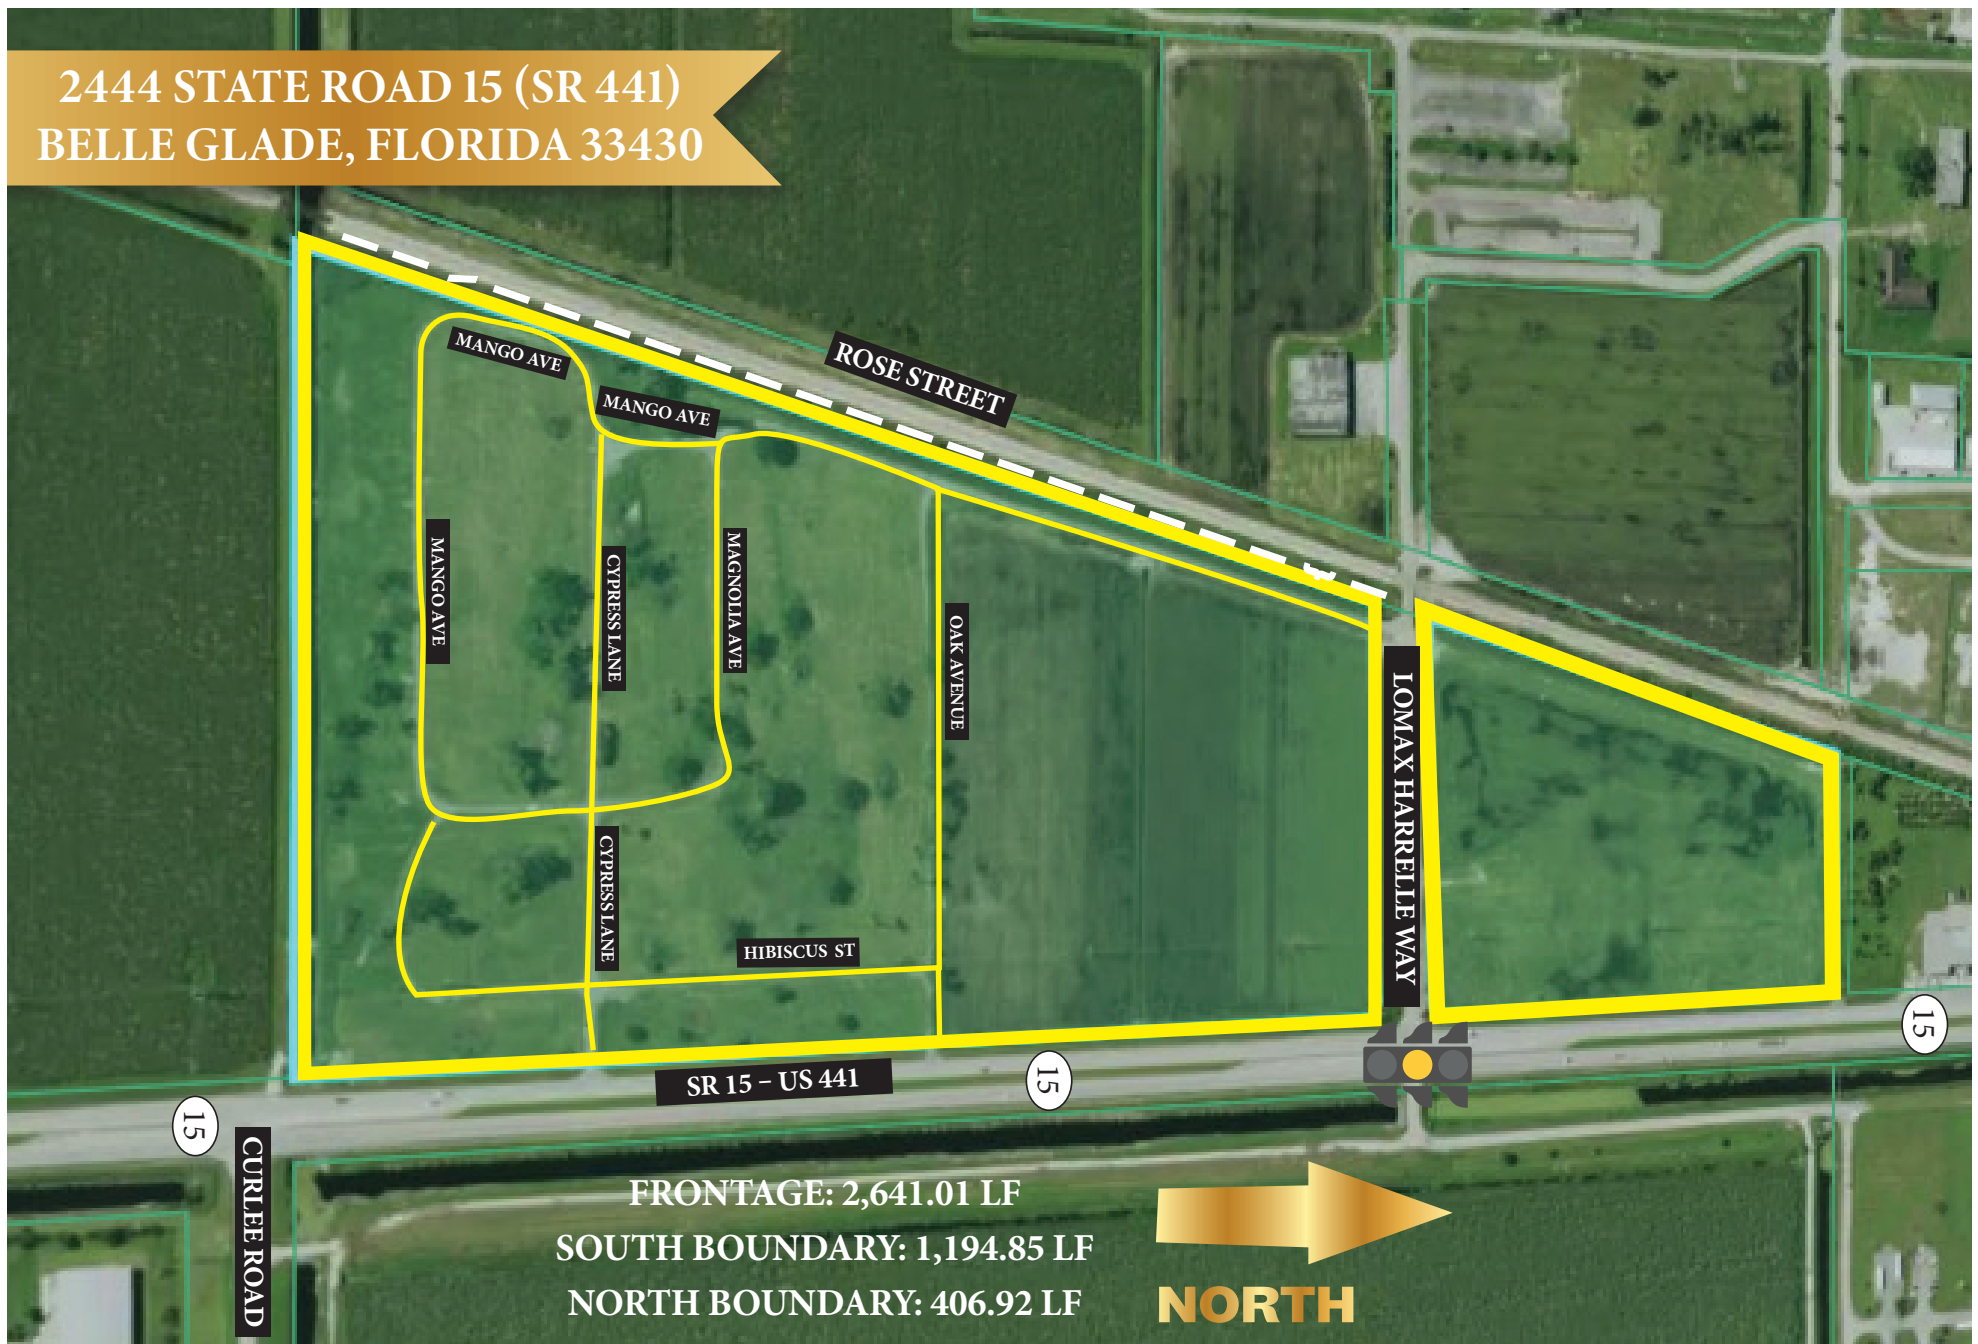 2444 STATE ROAD 15 (SR 441)
BELLE GLADE, FLORIDA 33430
MANGO AVE
MANGO AVE
ROSE STREET
MANGO AVE
CYPRESS LANE
MAGNOLIA AVE
OAK AVENUE
LOMAX HARRELLE WAY
CYPRESS LANE
HIBISCUS ST
SR 15 – US 441
15
15
15
CURLEE ROAD
FRONTAGE: 2,641.01 LF
SOUTH BOUNDARY: 1,194.85 LF
NORTH BOUNDARY: 406.92 LF
NORTH